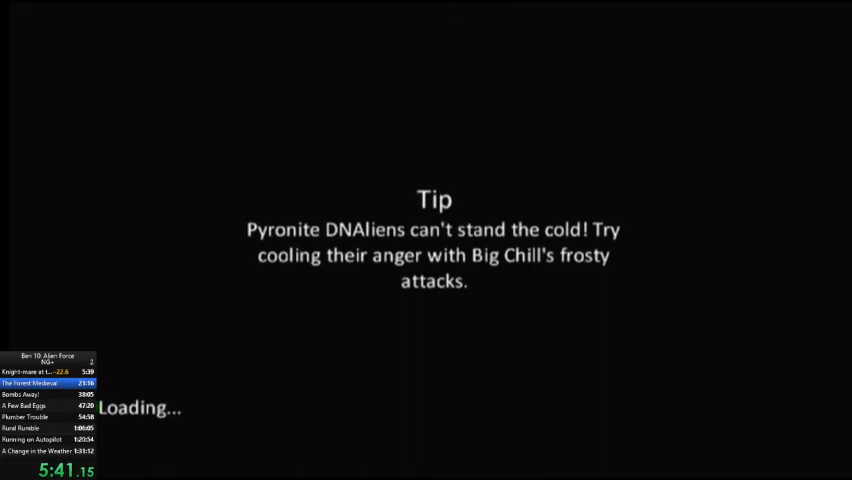 Tip
Pyronite DNAliens can't stand the cold! Try
cooling their anger with Big Chill's frosty
attacks.
Loading...
Ben 10: Alien Force
NG+ 2
Knight-mare at t... -22.6 5:39
The Forest Medieval 21:16
Bombs Away! 38:05
A Few Bad Eggs 47:20
Plumber Trouble 54:58
Rural Rumble 1:06:05
Running on Autopilot 1:20:54
A Change in the Weather 1:31:12
5:41.15